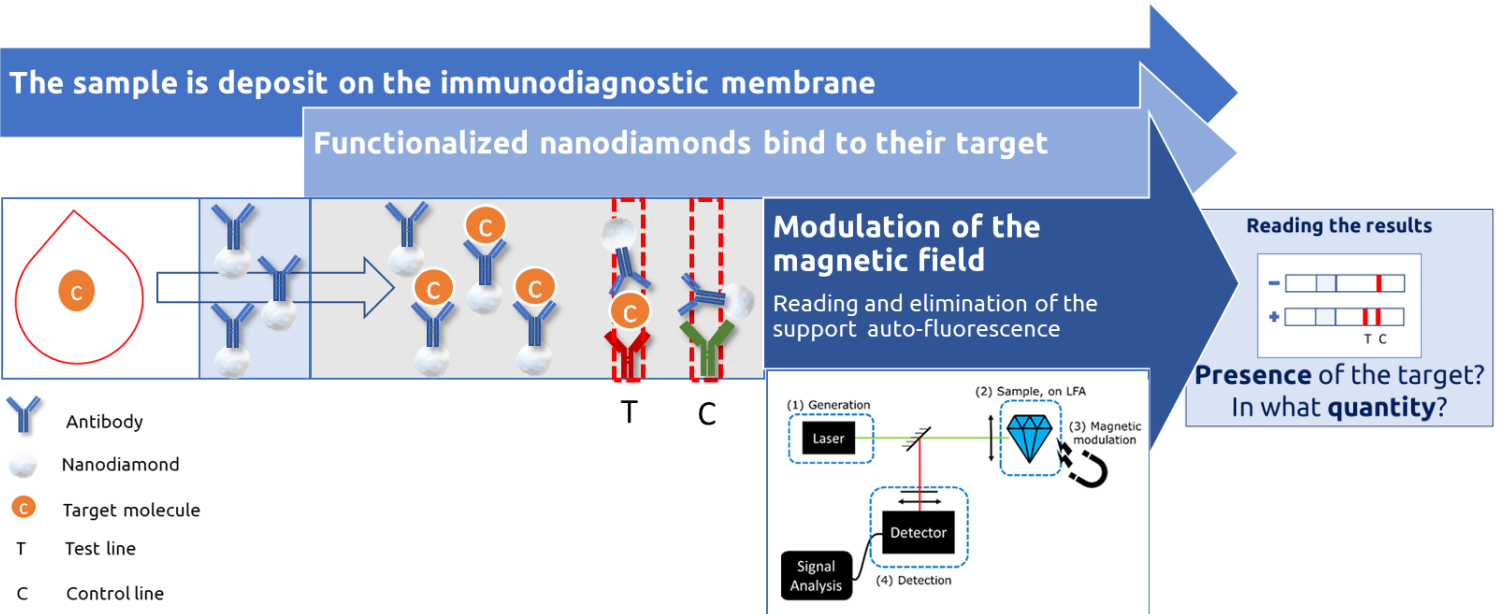 The sample is deposit on the immunodiagnostic membrane
Functionalized nanodiamonds bind to their target
C
C
C
C
C
T
C
Antibody
Nanodiamond
C
Target molecule
T
Test line
C
Control line
Modulation of the
magnetic field
Reading and elimination of the
support auto-fluorescence
(1) Generation
Laser
(2) Sample, on LFA
(3) Magnetic
modulation
Detector
(4) Detection
Signal
Analysis
Reading the results
-
+
T C
Presence of the target?
In what quantity?